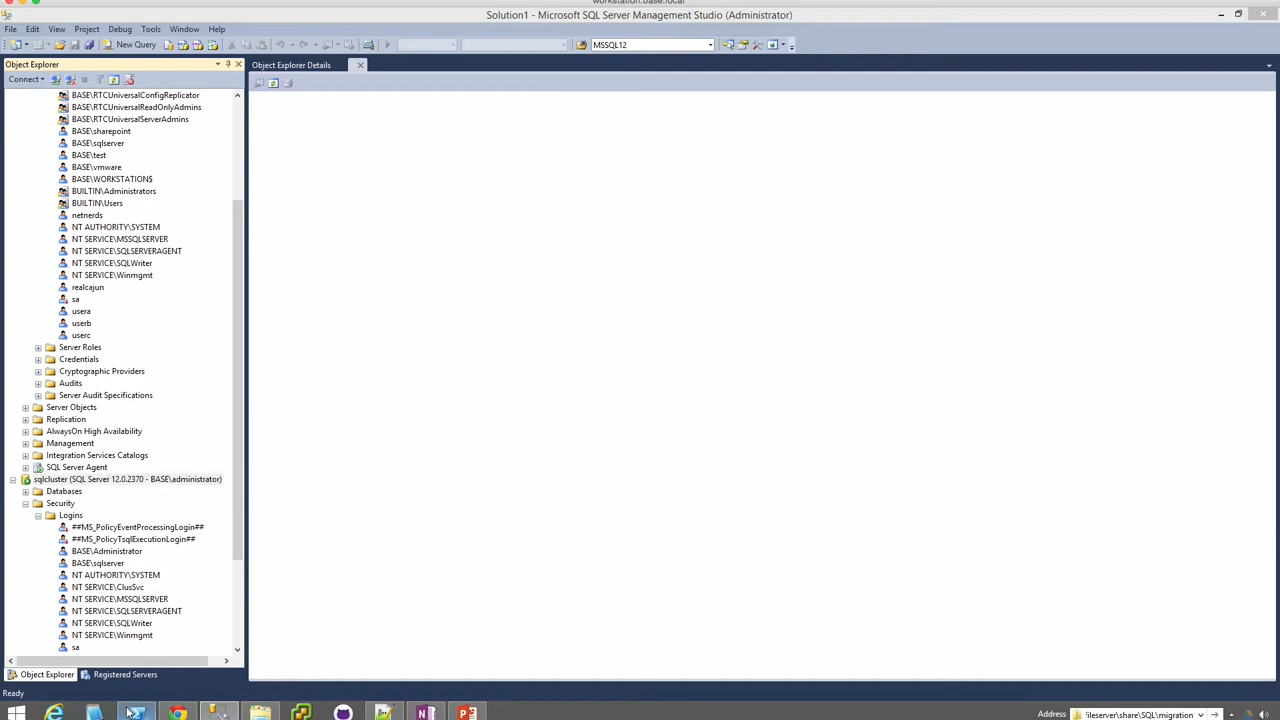 workstation.base.local
Solution1 - Microsoft SQL Server Management Studio (Administrator)
File Edit View Project Debug Tools Window Help
New Query MSSQL12
Object Explorer
Object Explorer Details
Connect
BASE\RTCUniversalConfigReplicator
BASE\RTCUniversalReadOnlyAdmins
BASE\RTCUniversalServerAdmins
BASE\sharepoint
BASE\sqlserver
BASE\test
BASE\vmware
BASE\WORKSTATION$
BUILTIN\Administrators
BUILTIN\Users
netnerds
NT AUTHORITY\SYSTEM
NT SERVICE\MSSQLSERVER
NT SERVICE\SQLSERVERAGENT
NT SERVICE\SQLWriter
NT SERVICE\Winmgmt
realcajun
sa
usera
userb
userc
Server Roles
Credentials
Cryptographic Providers
Audits
Server Audit Specifications
Server Objects
Replication
AlwaysOn High Availability
Management
Integration Services Catalogs
SQL Server Agent
sqlcluster (SQL Server 12.0.2370 - BASE\administrator)
Databases
Security
Logins
##MS_PolicyEventProcessingLogin##
##MS_PolicyTsqlExecutionLogin##
BASE\Administrator
BASE\sqlserver
NT AUTHORITY\SYSTEM
NT SERVICE\ClusSvc
NT SERVICE\MSSQLSERVER
NT SERVICE\SQLSERVERAGENT
NT SERVICE\SQLWriter
NT SERVICE\Winmgmt
sa
Object Explorer Registered Servers
Ready
Address fileserver\share\SQL\migration